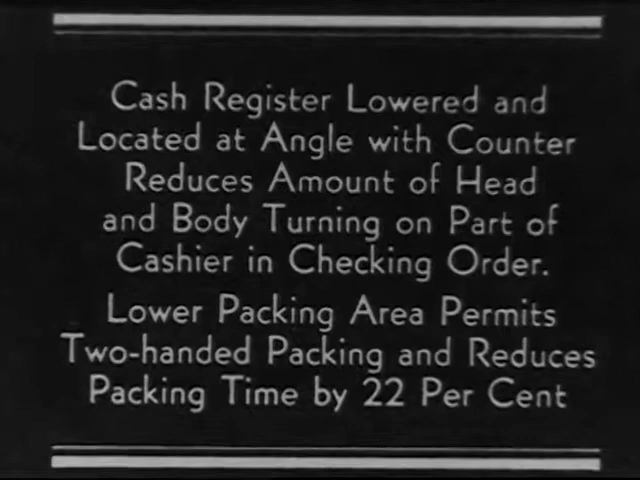 Cash Register Lowered and
Located at Angle with Counter
Reduces Amount of Head
and Body Turning on Part of
Cashier in Checking Order.
Lower Packing Area Permits
Two-handed Packing and Reduces
Packing Time by 22 Per Cent